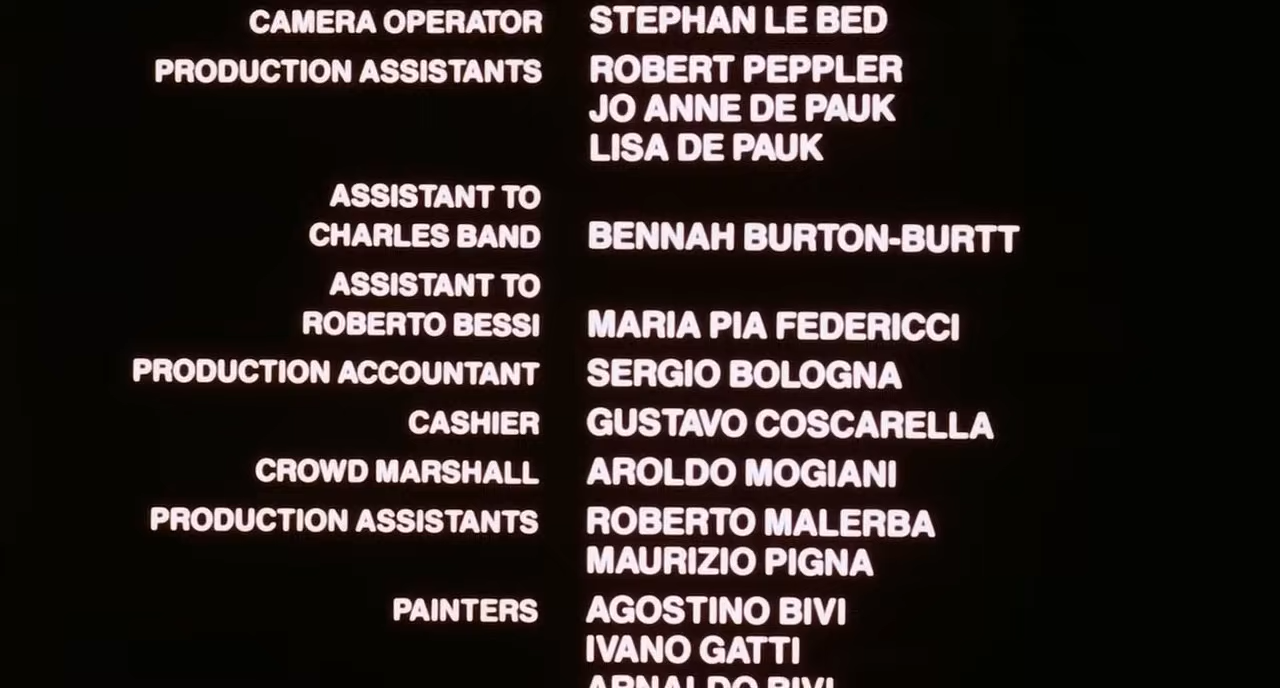 CAMERA OPERATOR STEPHAN LE BED
PRODUCTION ASSISTANTS ROBERT PEPPLER
JO ANNE DE PAUK
LISA DE PAUK
ASSISTANT TO
CHARLES BAND BENNAH BURTON-BURTT
ASSISTANT TO
ROBERTO BESSI MARIA PIA FEDERICCI
PRODUCTION ACCOUNTANT SERGIO BOLOGNA
CASHIER GUSTAVO COSCARELLA
CROWD MARSHALL AROLDO MOGIANI
PRODUCTION ASSISTANTS ROBERTO MALERBA
MAURIZIO PIGNA
PAINTERS AGOSTINO BIVI
IVANO GATTI
ARNALDO BIVI